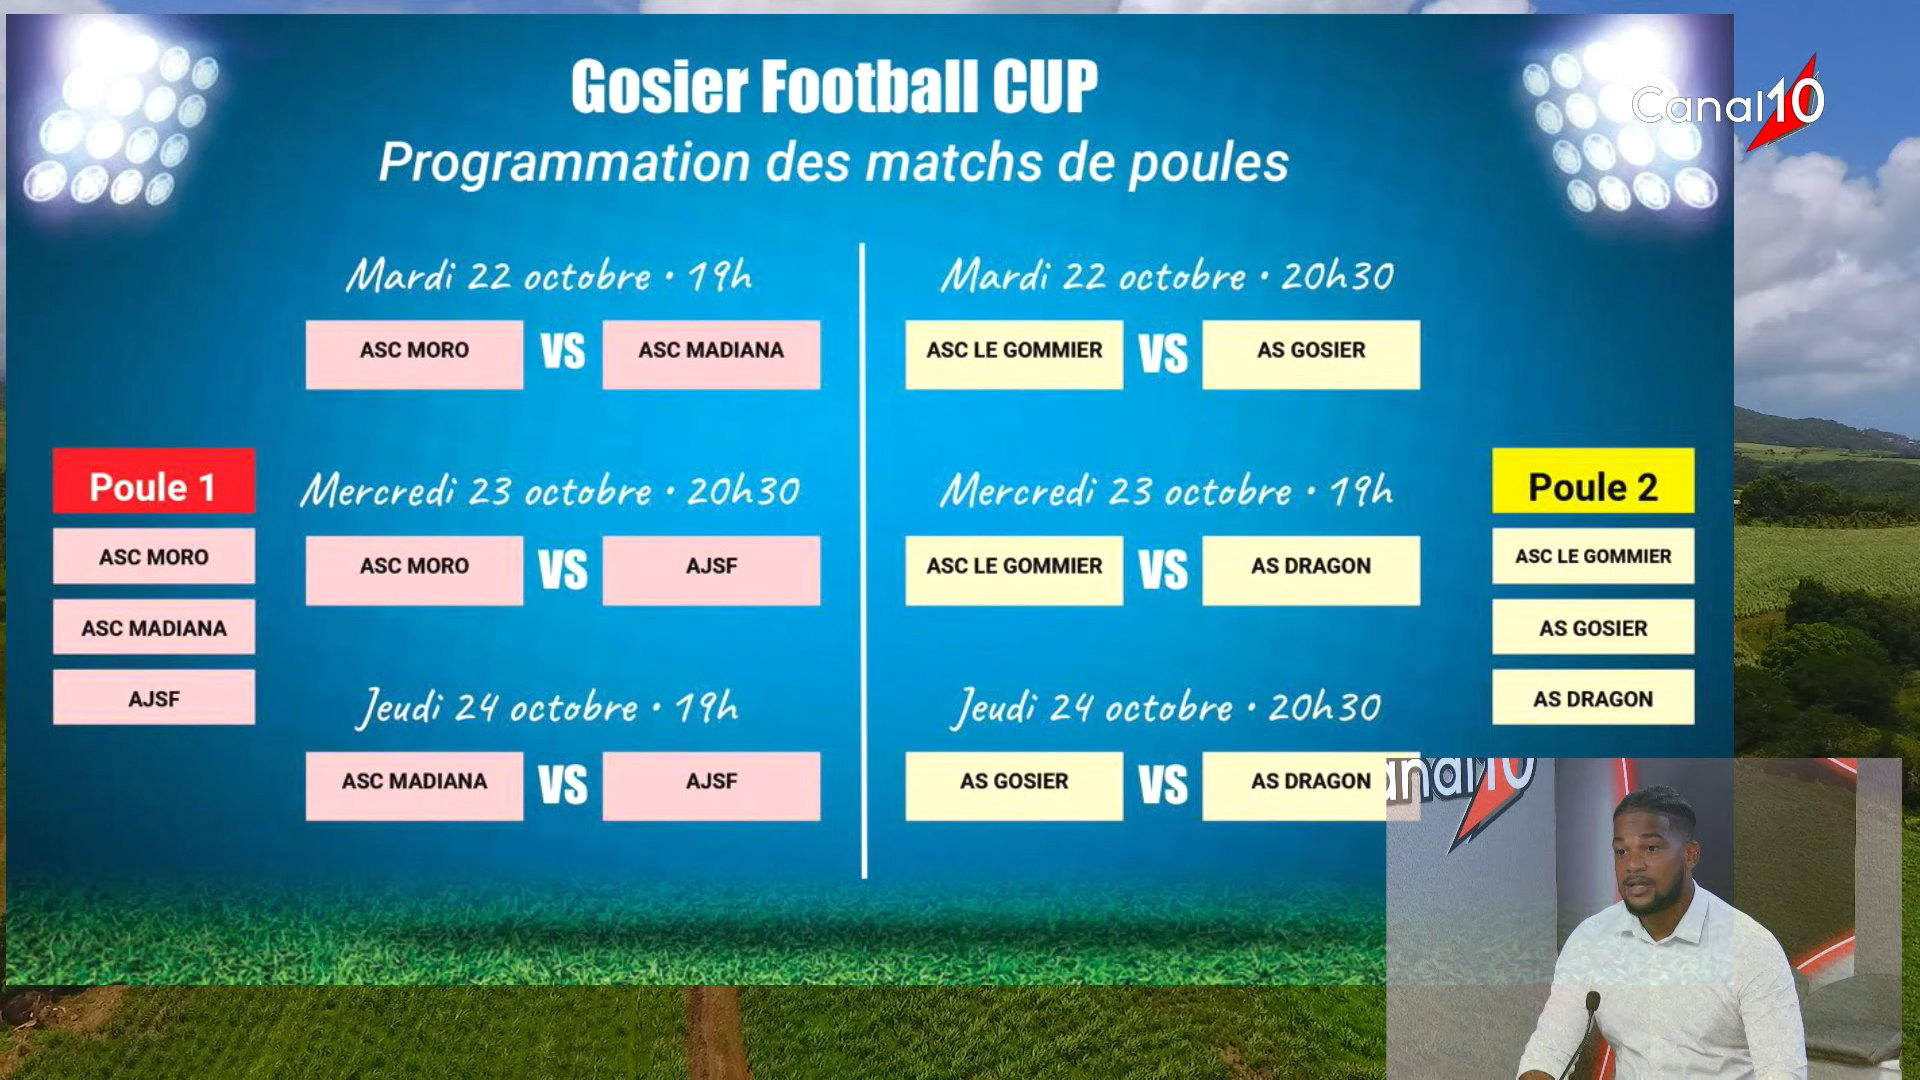 Gosier Football CUP
Programmation des matchs de poules
Canal10
Mardi 22 octobre • 19h
ASC MORO VS ASC MADIANA
Mardi 22 octobre • 20h30
ASC LE GOMMIER VS AS GOSIER
Poule 1
ASC MORO
ASC MADIANA
AJSF
Mercredi 23 octobre • 20h30
ASC MORO VS AJSF
Mercredi 23 octobre • 19h
ASC LE GOMMIER VS AS DRAGON
Poule 2
ASC LE GOMMIER
AS GOSIER
AS DRAGON
Jeudi 24 octobre • 19h
ASC MADIANA VS AJSF
Jeudi 24 octobre • 20h30
AS GOSIER VS AS DRAGON
anal10